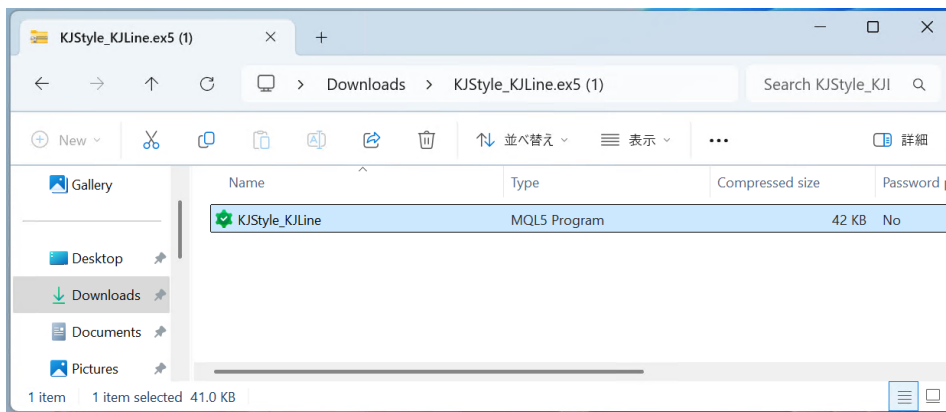 KJStyle_KJLine.ex5 (1)
Downloads > KJStyle_KJLine.ex5 (1)
Search KJStyle_KJl
New
並べ替え
表示
詳細
Gallery
Desktop
Downloads
Documents
Pictures
Name Type Compressed size Password
KJStyle_KJLine MQL5 Program 42 KB No
1 item 1 item selected 41.0 KB